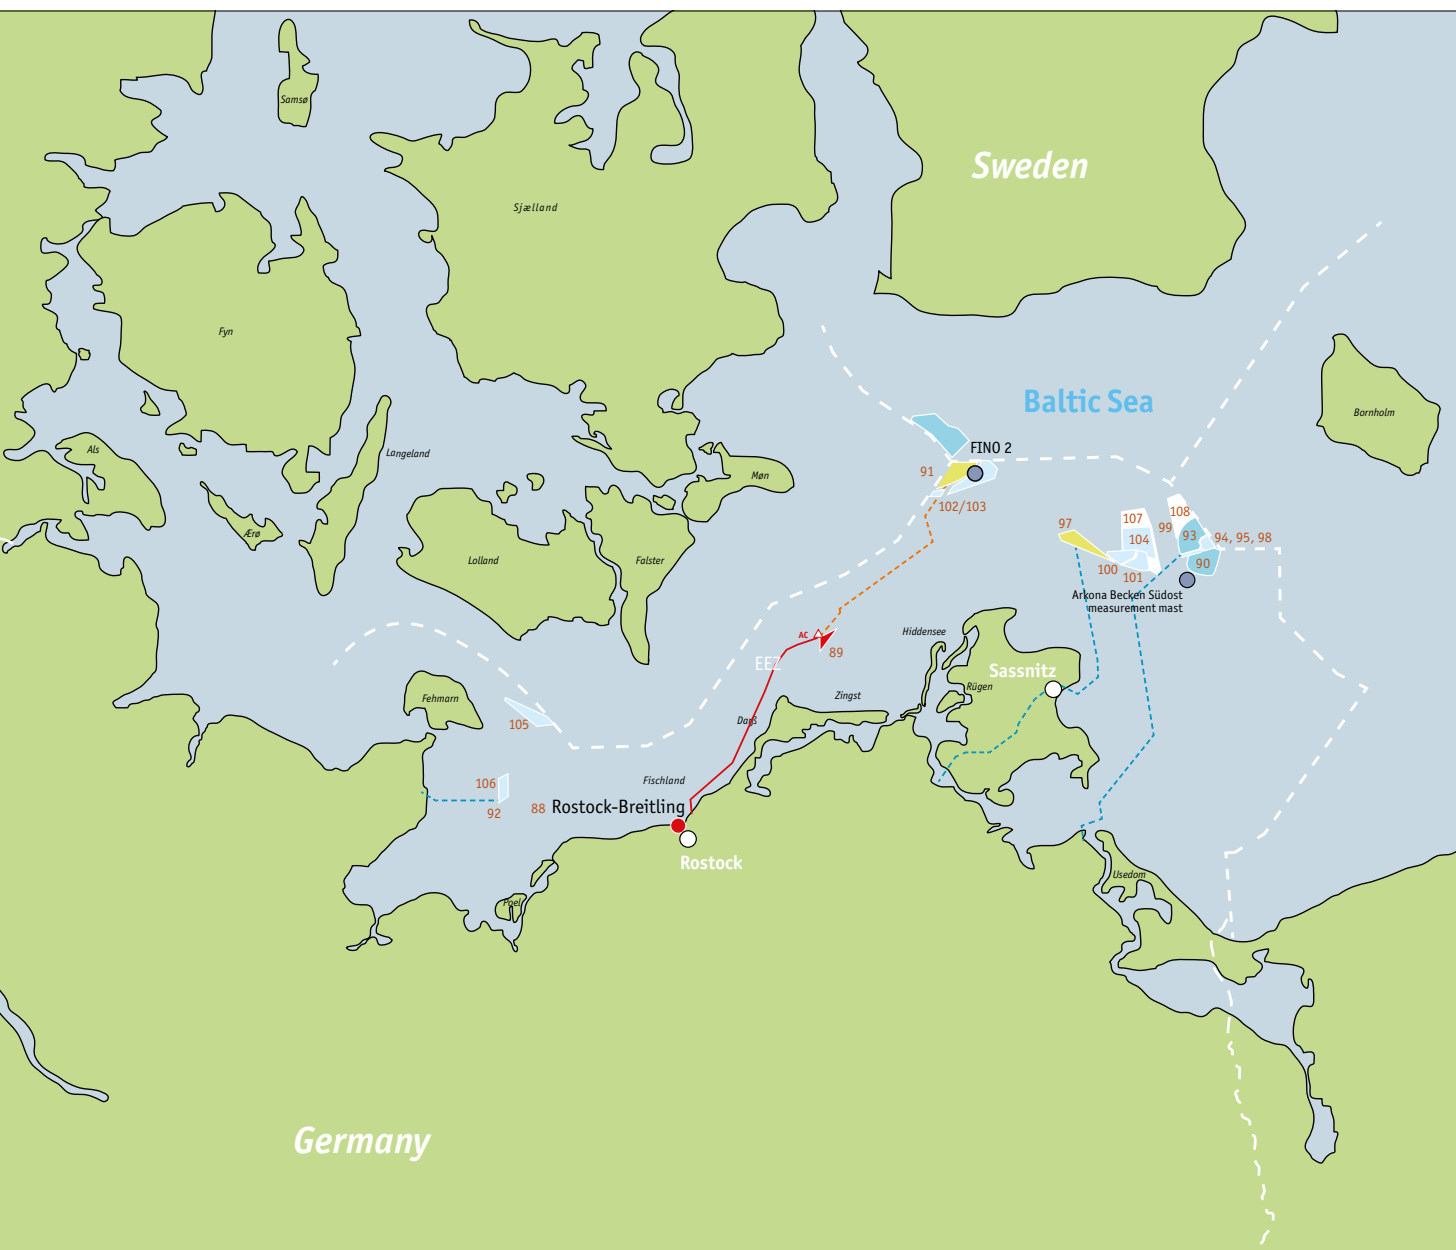 Samsø
Sweden
Sjælland
Fyn
Baltic Sea
Bornholm
Als
Langeland
FINO 2
91
Møn
102/103
Ærø
Lolland
Falster
97
107
108
99
104
93
94, 95, 98
100
101
90
Arkona Becken Südost
measurement mast
AC
89
EEZ
Hiddensee
Sassnitz
Rügen
Zingst
Fehmarn
105
Darß
106
92
Fischland
88
Rostock-Breitling
Rostock
Poel
Usedom
Germany